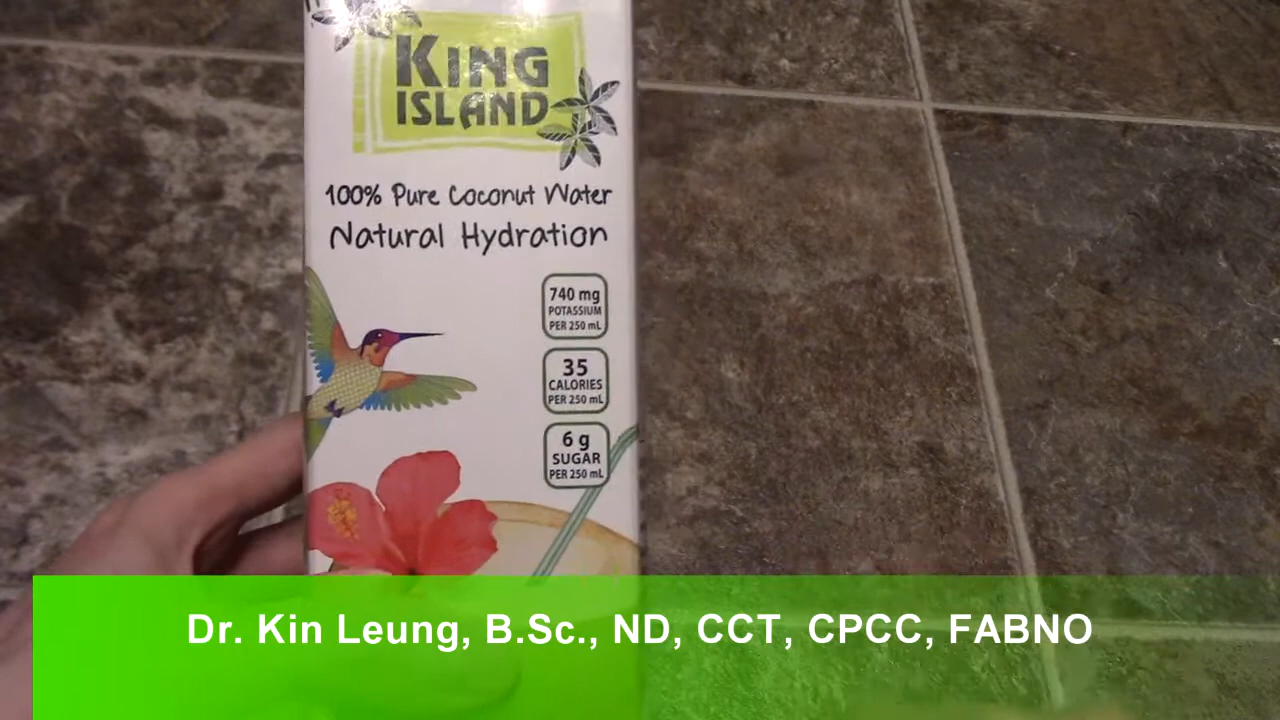 KING
ISLAND
100% Pure Coconut Water
Natural Hydration
740 mg
POTASSIUM
PER 250 mL
35
CALORIES
PER 250 mL
6 g
SUGAR
PER 250 mL
Dr. Kin Leung, B.Sc., ND, CCT, CPCC, FABNO